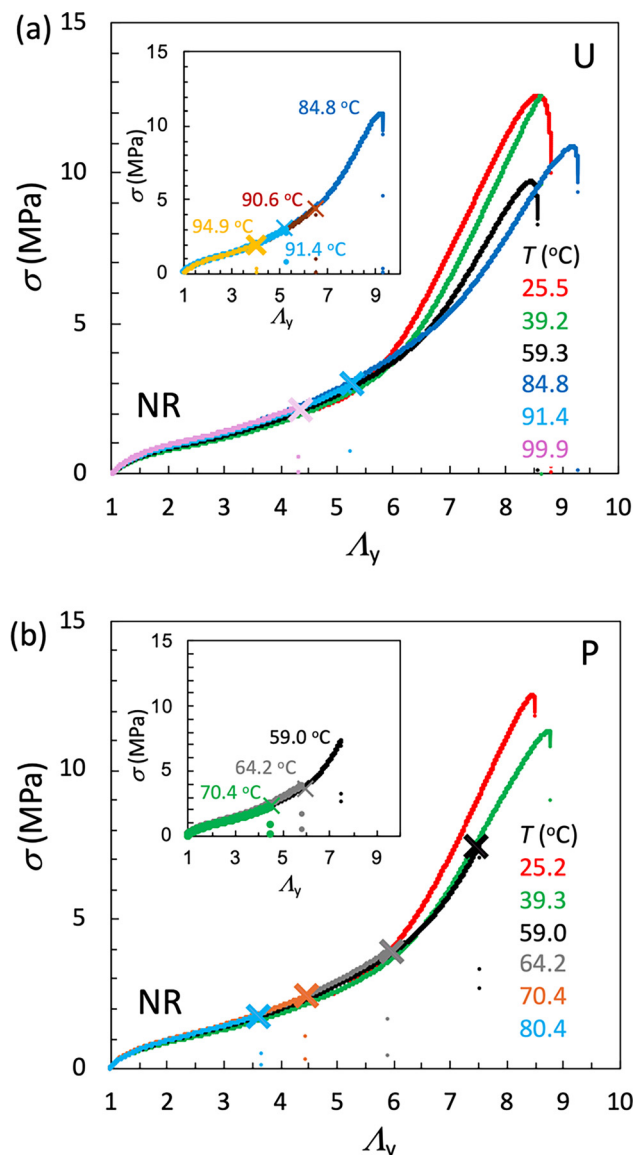 (a)
U
15
10
5
0
σ (MPa)
1 2 3 4 5 6 7 8 9 10
Λy
NR
T (°C)
25.5
39.2
59.3
84.8
91.4
99.9
15
10
5
0
σ (MPa)
1 3 5 7 9
Λy
84.8 °C
90.6 °C
94.9 °C
91.4 °C
(b)
P
15
10
5
0
σ (MPa)
1 2 3 4 5 6 7 8 9 10
Λy
NR
T (°C)
25.2
39.3
59.0
64.2
70.4
80.4
15
10
5
0
σ (MPa)
1 3 5 7 9
Λy
59.0 °C
64.2 °C
70.4 °C